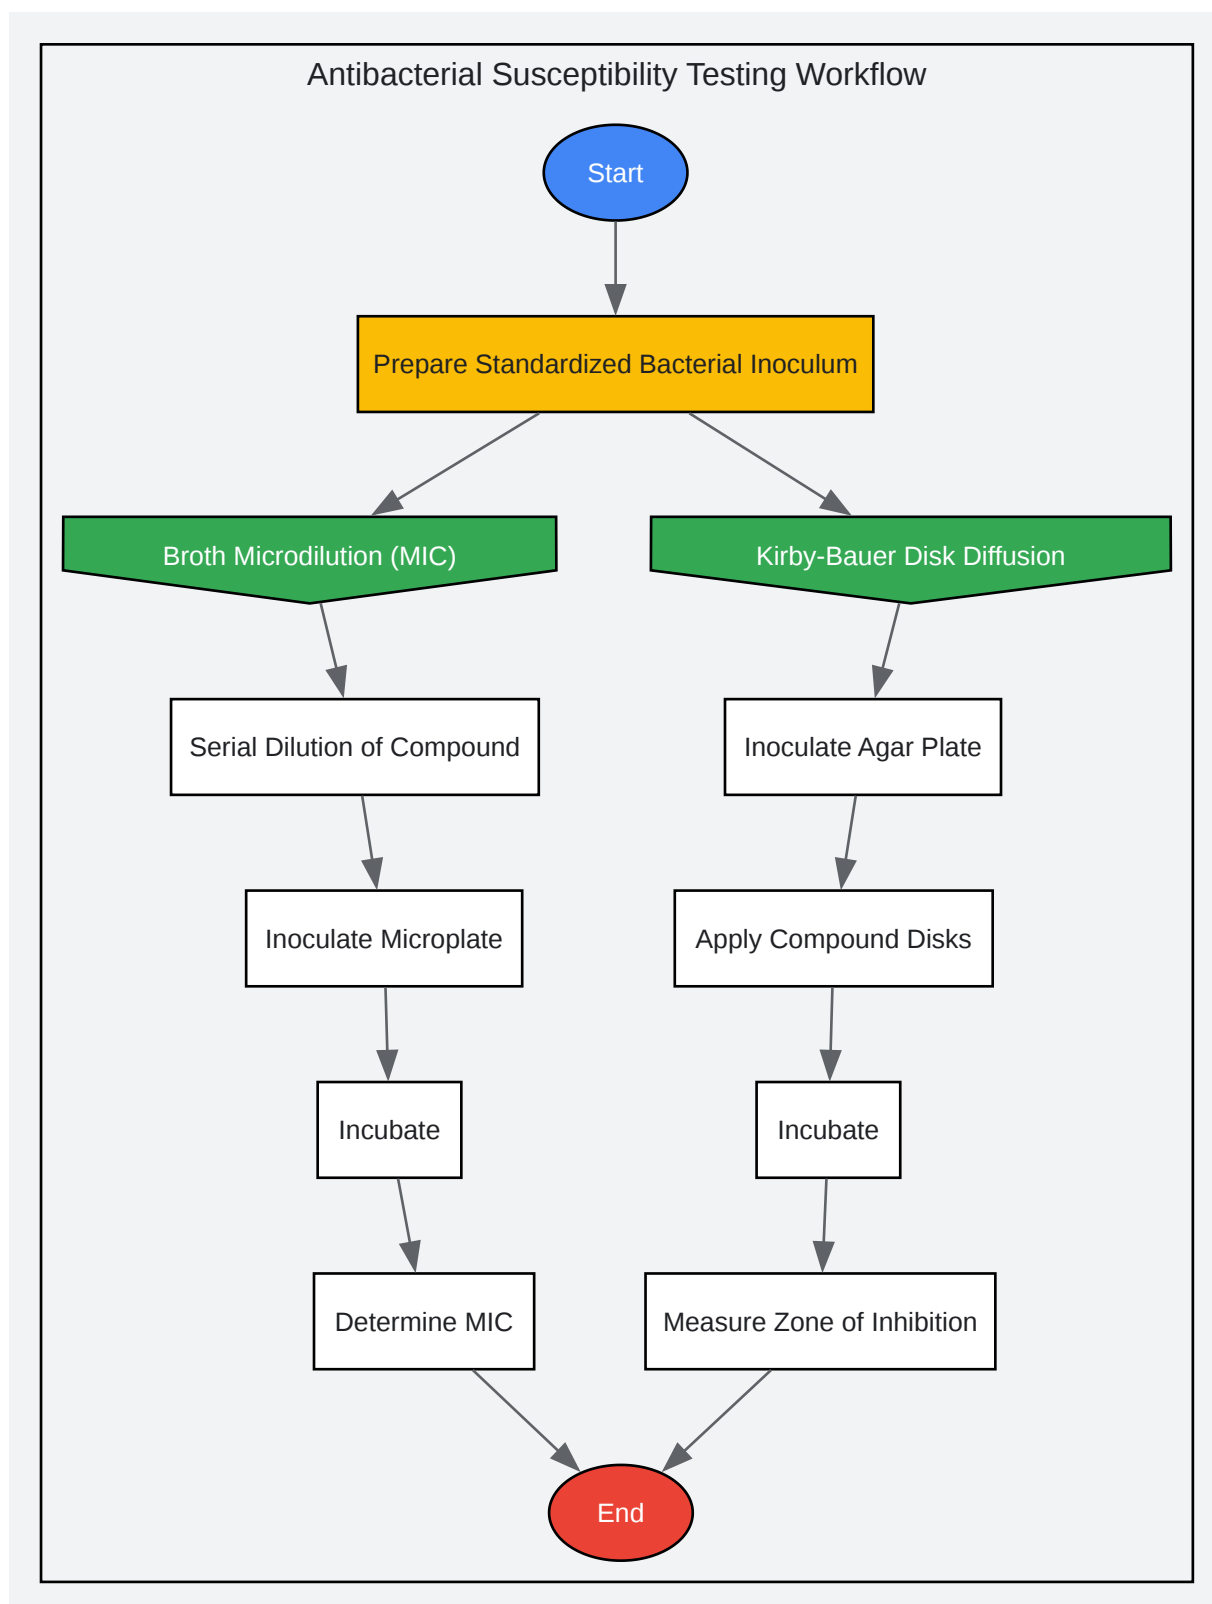 Antibacterial Susceptibility Testing Workflow
Start
Prepare Standardized Bacterial Inoculum
Broth Microdilution (MIC)
Kirby-Bauer Disk Diffusion
Serial Dilution of Compound
Inoculate Agar Plate
Inoculate Microplate
Apply Compound Disks
Incubate
Incubate
Determine MIC
Measure Zone of Inhibition
End